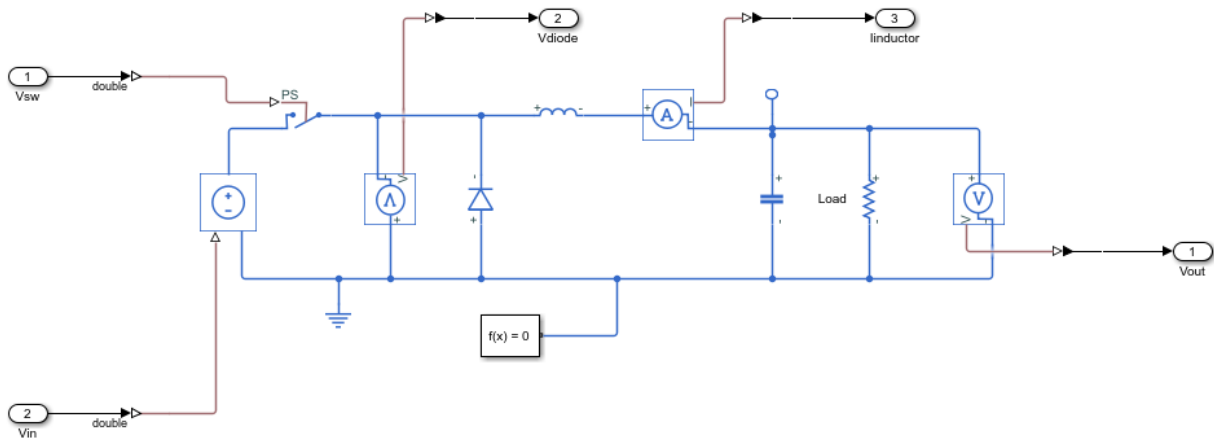 2
Vdiode
3
Iinductor
1
Vsw
double
PS
+
-
+
A
I
-
-
+
+
+
-
V
V
+
+
-
V
+
+
Load
-
-
V
V
-
1
Vout
f(x) = 0
2
Vin
double